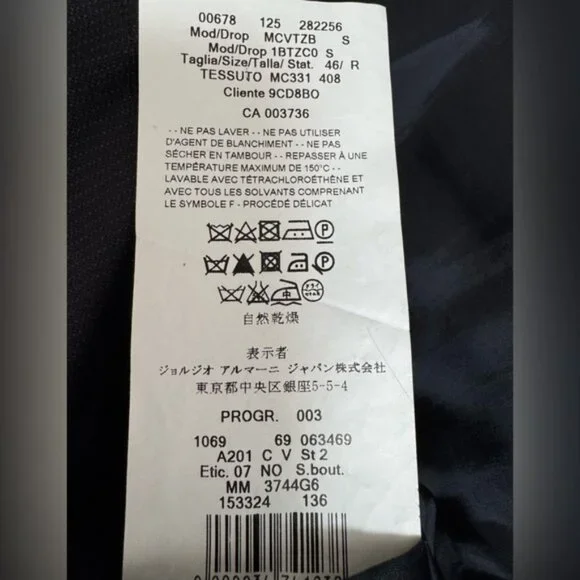 00678 125 282256
Mod/Drop MCVTZB S
Mod/Drop 1BTZC0 S
Taglia/Size/Talla/ Stat. 46/ R
TESSUTO MC331 408
Cliente 9CD8BO
CA 003736
- - NE PAS LAVER - - NE PAS UTILISER
D'AGENT DE BLANCHIMENT - - NE PAS
SÉCHER EN TAMBOUR - - REPASSER À UNE
TEMPÉRATURE MAXIMUM DE 150°C - -
LAVABLE AVEC TÉTRACHLOROÉTHÈNE ET
AVEC TOUS LES SOLVANTS COMPRENANT
LE SYMBOLE F - PROCÉDÉ DÉLICAT
P
P
中 ドライ
自然乾燥
表示者
ジョルジオ アルマーニ ジャパン株式会社
東京都中央区銀座5-5-4
PROGR. 003
1069 69 063469
A201 C V St 2
Etic. 07 NO S.bout.
MM 3744G6
153324 136